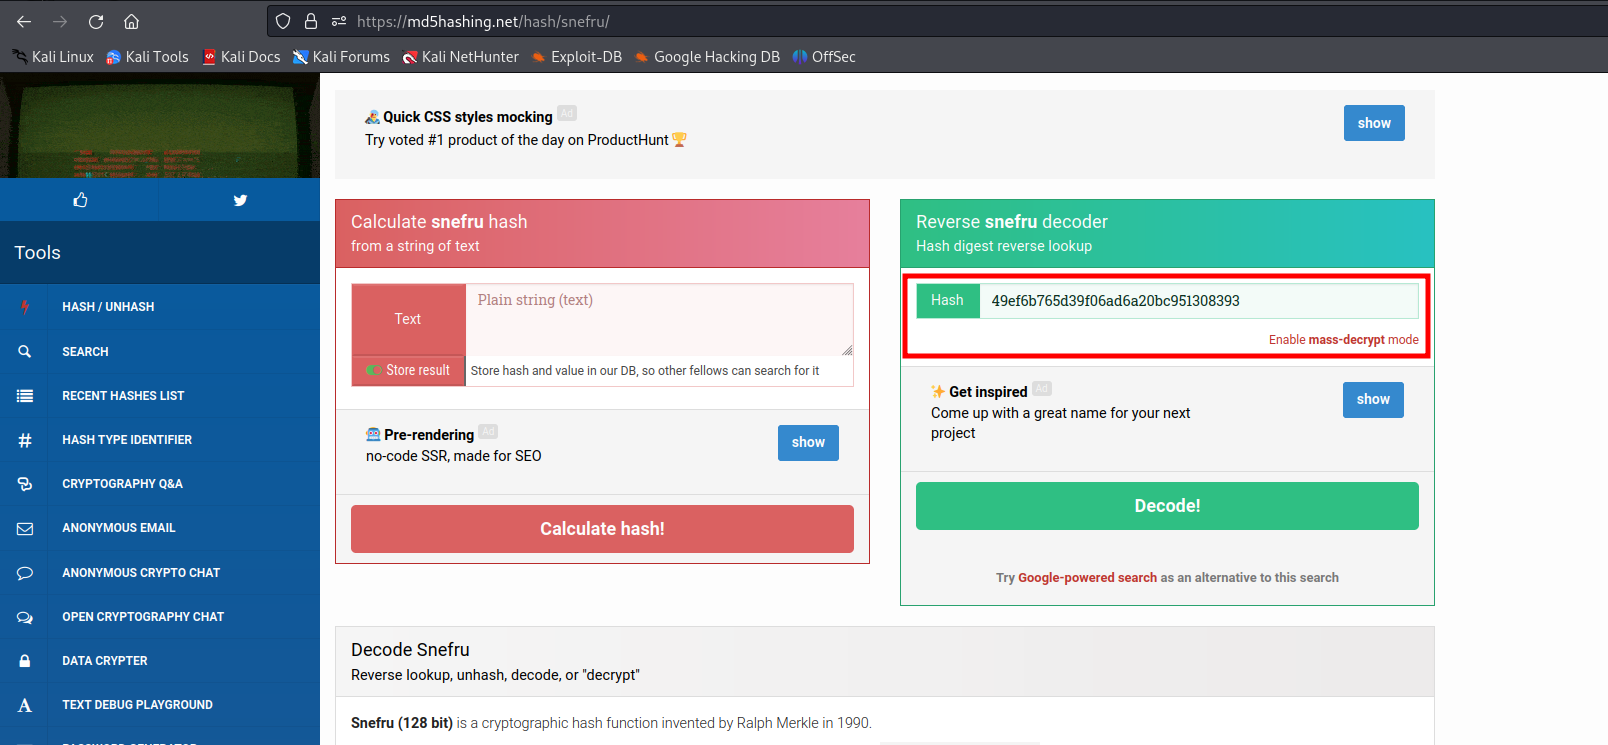 https://md5hashing.net/hash/snefru/
Kali Linux Kali Tools Kali Docs Kali Forums Kali NetHunter Exploit-DB Google Hacking DB OffSec
Quick CSS styles mocking Ad
Try voted #1 product of the day on ProductHunt
show
Tools
HASH / UNHASH
SEARCH
RECENT HASHES LIST
HASH TYPE IDENTIFIER
CRYPTOGRAPHY Q&A
ANONYMOUS EMAIL
ANONYMOUS CRYPTO CHAT
OPEN CRYPTOGRAPHY CHAT
DATA CRYPTER
TEXT DEBUG PLAYGROUND
Calculate snefru hash
from a string of text
Text
Plain string (text)
Store result
Store hash and value in our DB, so other fellows can search for it
Pre-rendering Ad
no-code SSR, made for SEO
show
Calculate hash!
Reverse snefru decoder
Hash digest reverse lookup
Hash
49ef6b765d39f06ad6a20bc951308393
Enable mass-decrypt mode
Get inspired Ad
Come up with a great name for your next
project
show
Decode!
Try Google-powered search as an alternative to this search
Decode Snefru
Reverse lookup, unhash, decode, or "decrypt"
Snefru (128 bit) is a cryptographic hash function invented by Ralph Merkle in 1990.